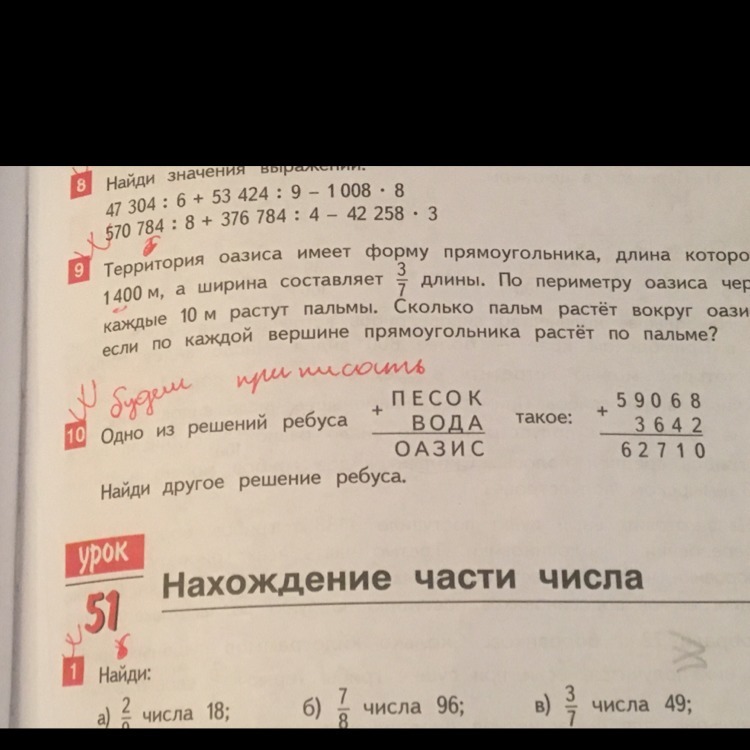 8 Найди значения выражений.
47 304 : 6 + 53 424 : 9 – 1 008 · 8
570 784 : 8 + 376 784 : 4 – 42 258 · 3
б
9 Территория оазиса имеет форму прямоугольника, длина которо
1400 м, а ширина составляет 3/7 длины. По периметру оазиса чер
каждые 10 м растут пальмы. Сколько пальм растёт вокруг оази
если по каждой вершине прямоугольника растёт по пальме?
будем приписать
10 Одно из решений ребуса + ПЕСОК ВОДА ОАЗИС такое: + 59068 3642 62710
Найди другое решение ребуса.
урок
51
Нахождение части числа
б
1 Найди:
а) 2/9 числа 18; б) 7/8 числа 96; в) 3/7 числа 49;